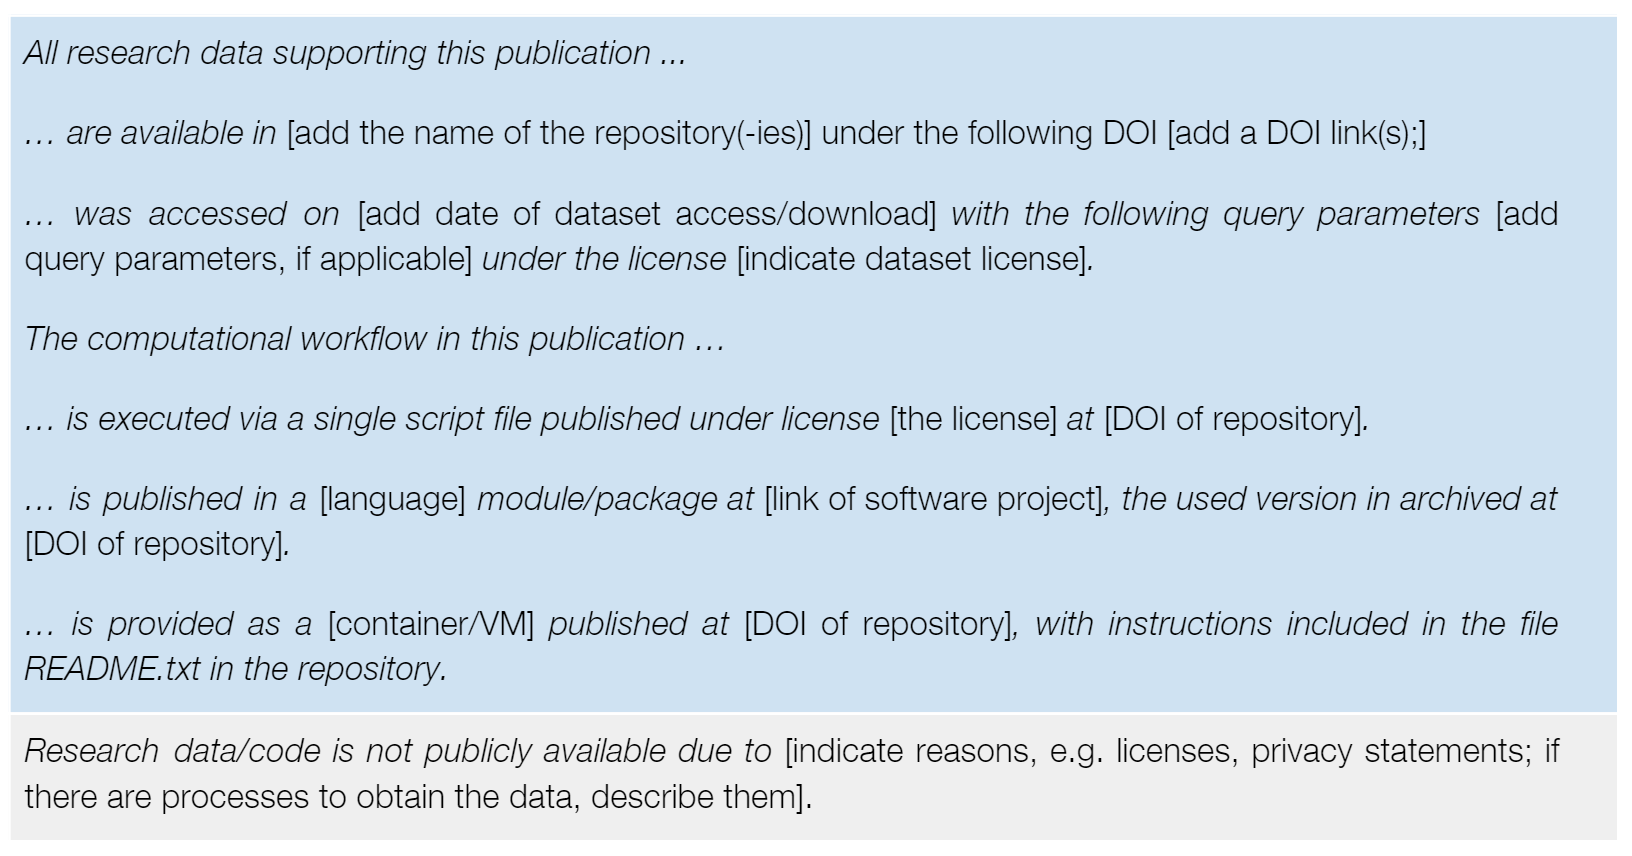 All research data supporting this publication ...
… are available in [add the name of the repository(-ies)] under the following DOI [add a DOI link(s);]
… was accessed on [add date of dataset access/download] with the following query parameters [add
query parameters, if applicable] under the license [indicate dataset license].
The computational workflow in this publication …
… is executed via a single script file published under license [the license] at [DOI of repository].
… is published in a [language] module/package at [link of software project], the used version in archived at
[DOI of repository].
… is provided as a [container/VM] published at [DOI of repository], with instructions included in the file
README.txt in the repository.
Research data/code is not publicly available due to [indicate reasons, e.g. licenses, privacy statements; if
there are processes to obtain the data, describe them].